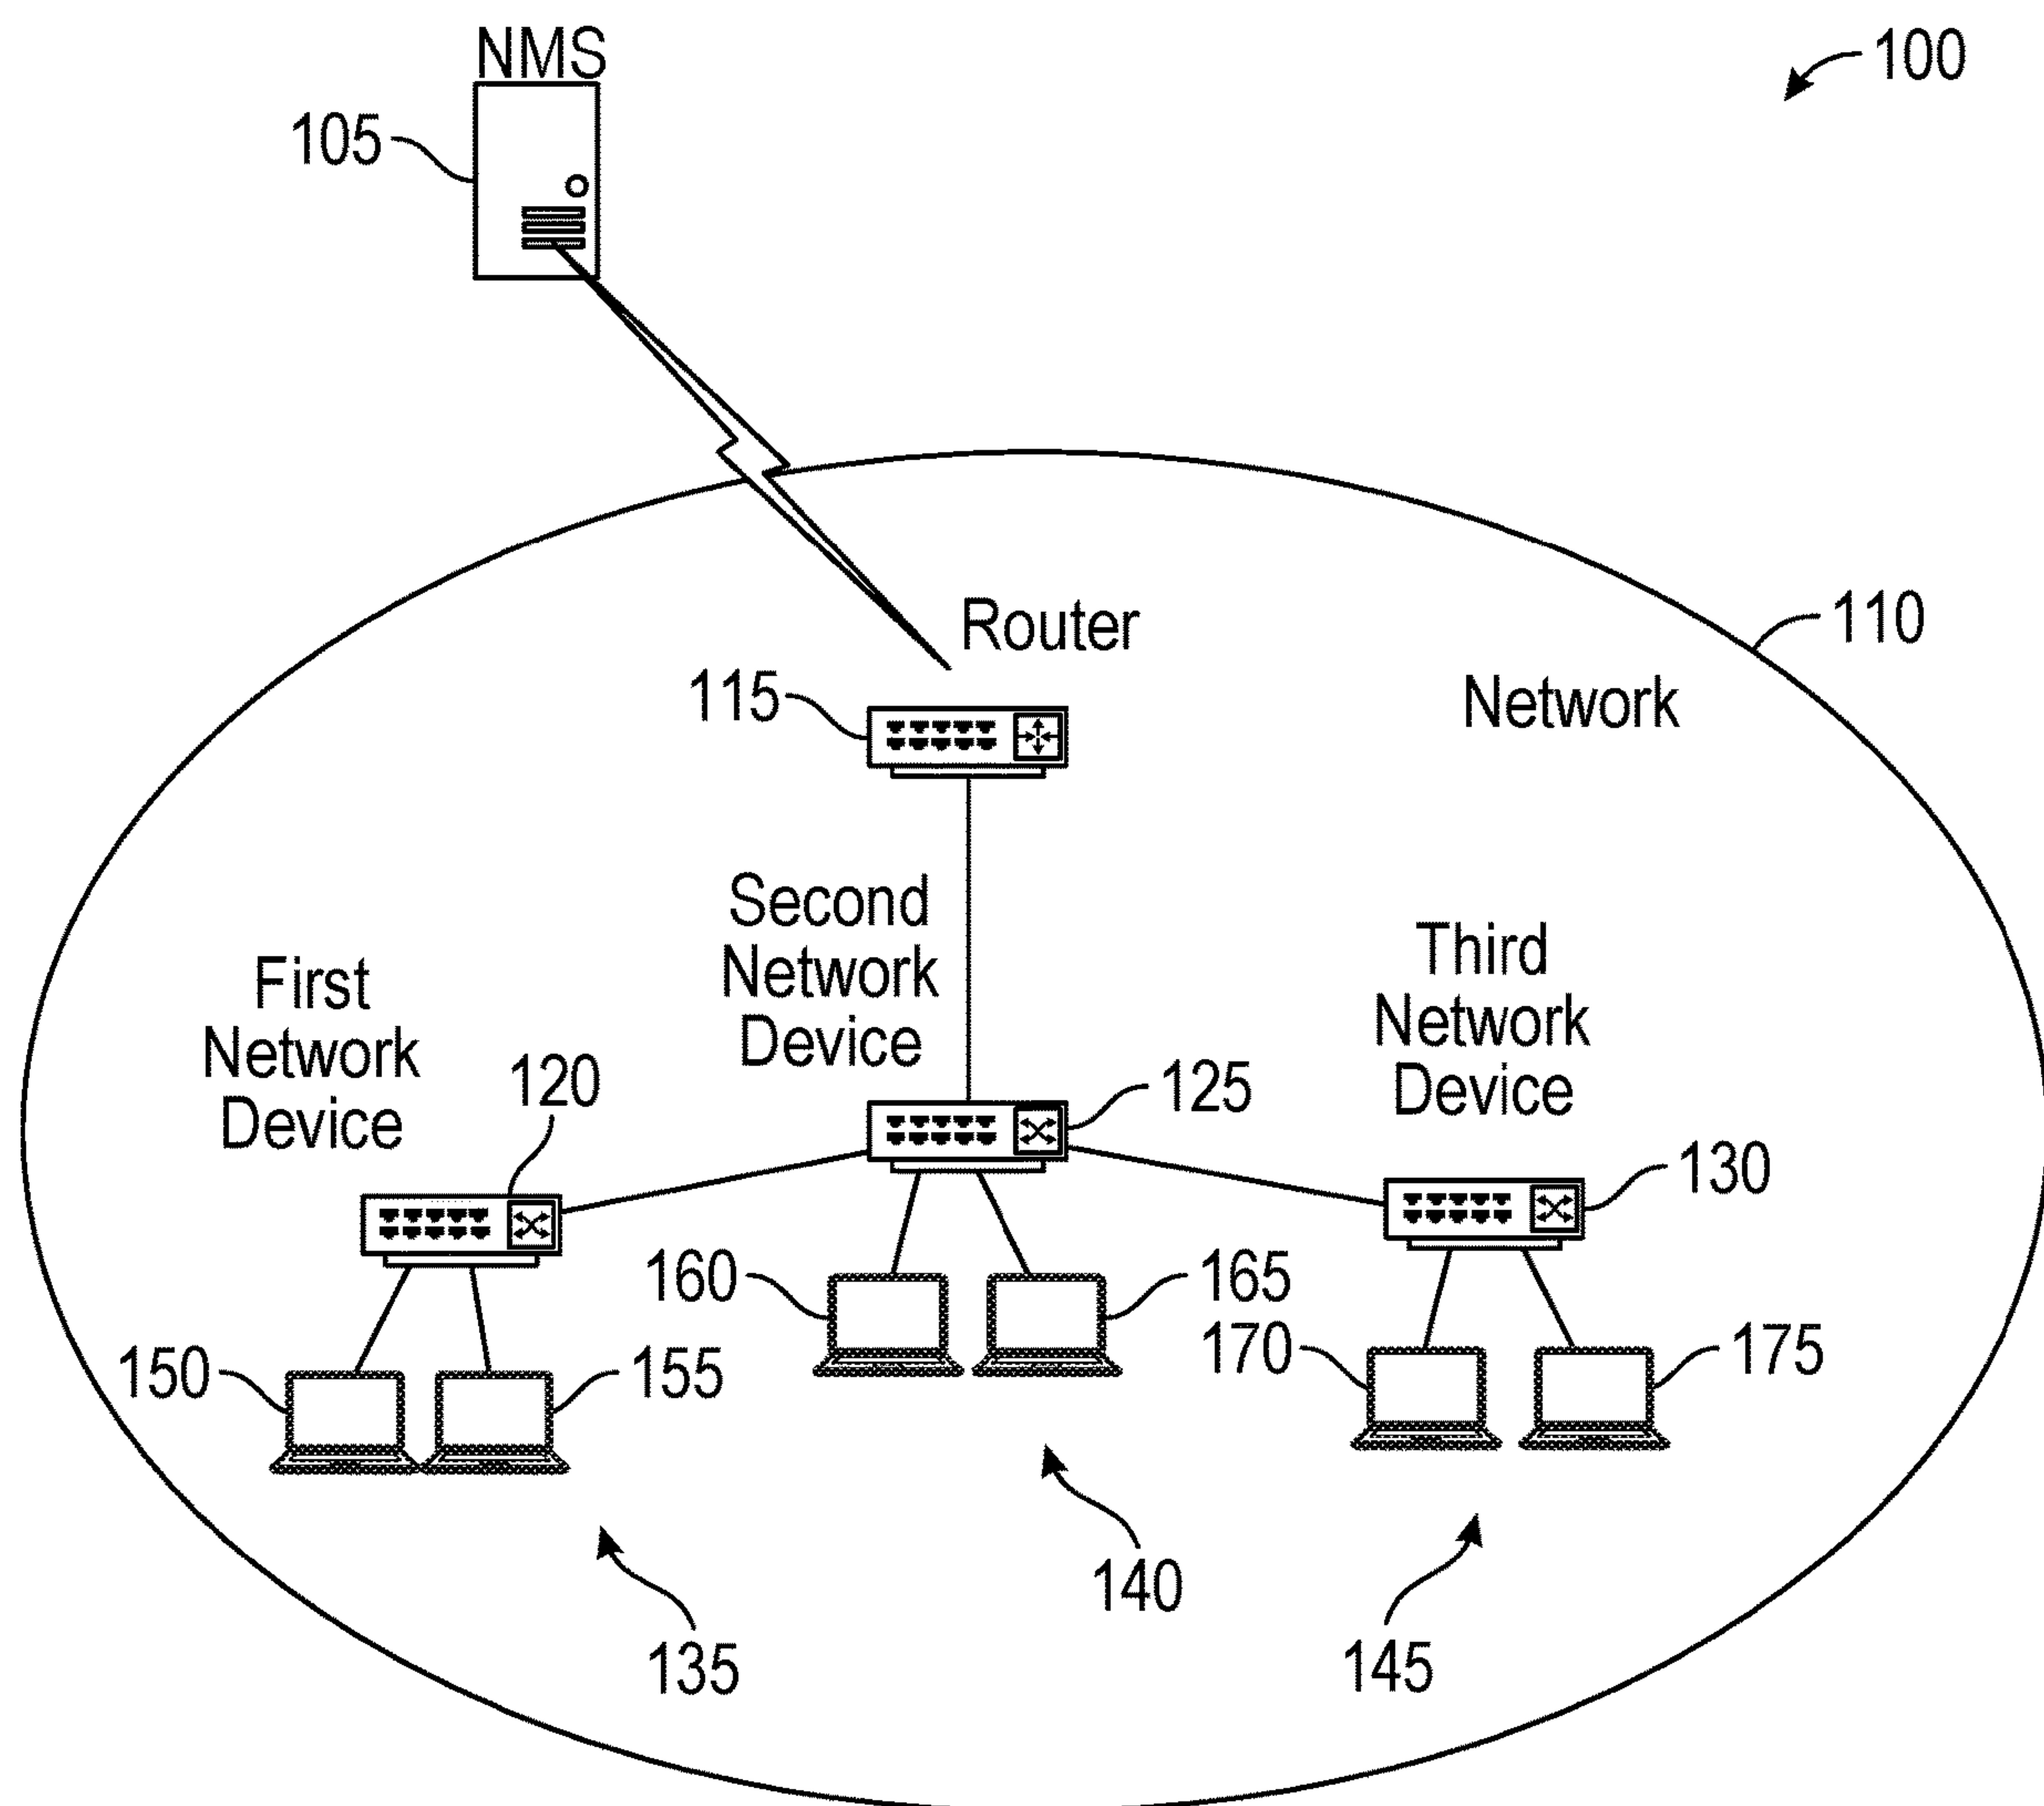 NMS
100
105
Router
110
115
Network
Second
Network
Device
First
Network
Device
Third
Network
Device
120
125
130
160
165
150
155
170
175
140
135
145